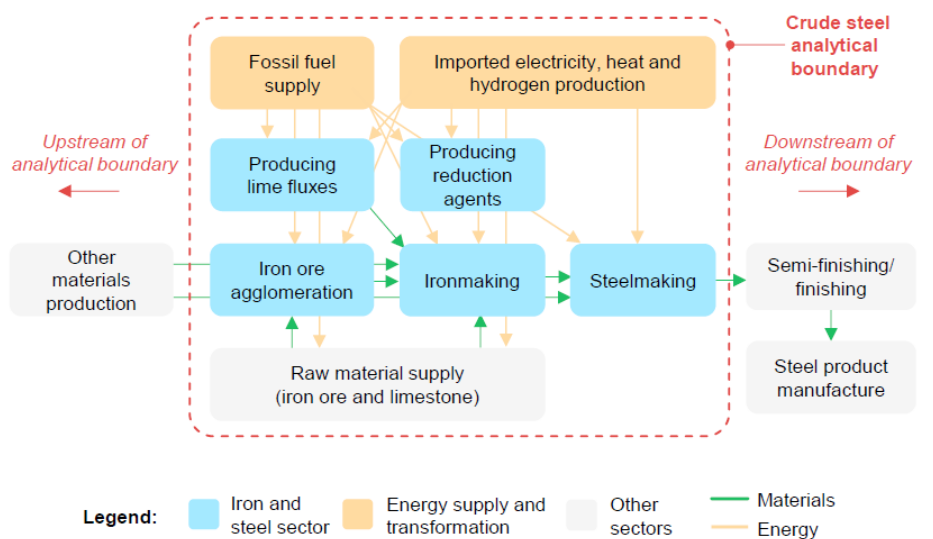 Crude steel
analytical
boundary
Fossil fuel
supply
Imported electricity, heat and
hydrogen production
Upstream of
analytical boundary
Downstream of
analytical boundary
Producing
lime fluxes
Producing
reduction
agents
Other
materials
production
Iron ore
agglomeration
Ironmaking
Steelmaking
Semi-finishing/
finishing
Raw material supply
(iron ore and limestone)
Steel product
manufacture
Legend:
Iron and
steel sector
Energy supply and
transformation
Other
sectors
Materials
Energy